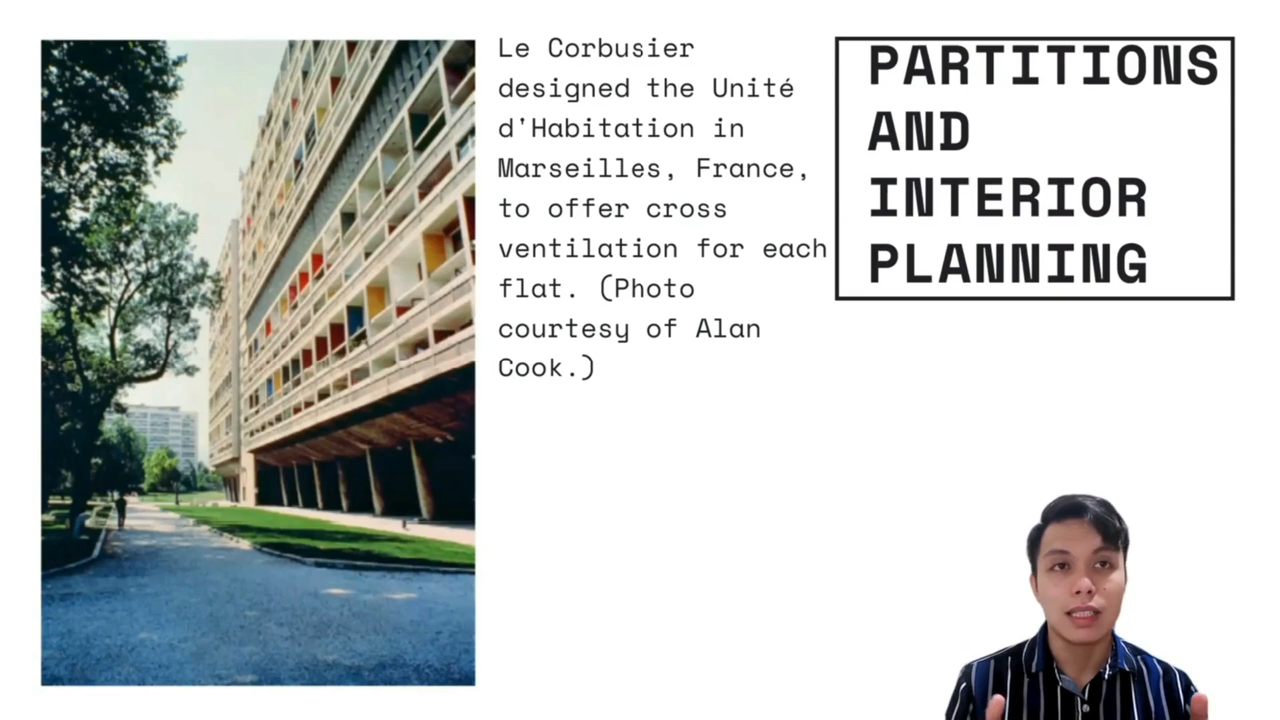 Le Corbusier
designed the Unité
d'Habitation in
Marseilles, France,
to offer cross
ventilation for each
flat. (Photo
courtesy of Alan
Cook.)
PARTITIONS
AND
INTERIOR
PLANNING